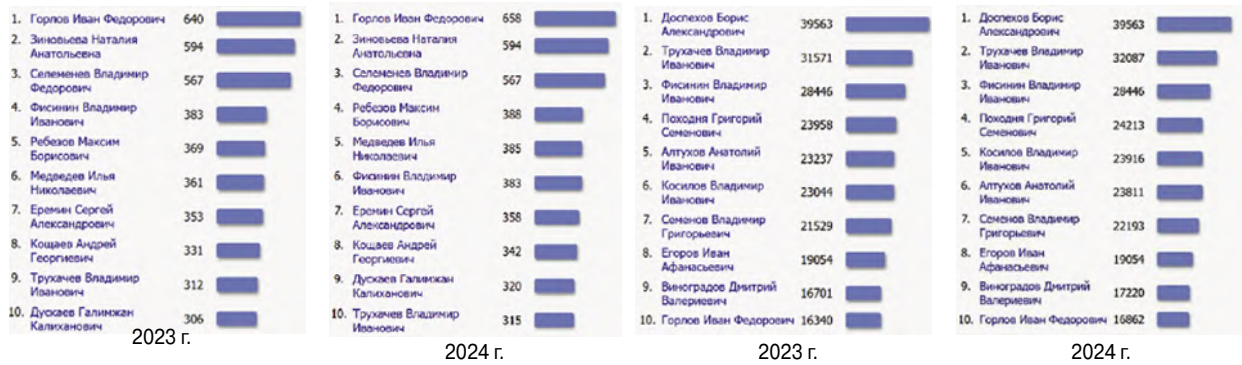 1. Горлов Иван Федорович 640
2. Зиновьева Наталия
Анатольевна 594
3. Селеменев Владимир
Федорович 567
4. Фисинин Владимир
Иванович 383
5. Ребезов Максим
Борисович 369
6. Медведев Илья
Николаевич 361
7. Еремин Сергей
Александрович 353
8. Кощаев Андрей
Георгиевич 331
9. Трухачев Владимир
Иванович 312
10. Дускаев Галимжан
Калиханович 306
2023 г.
1. Горлов Иван Федорович 658
2. Зиновьева Наталия
Анатольевна 594
3. Селеменев Владимир
Федорович 567
4. Ребезов Максим
Борисович 388
5. Медведев Илья
Николаевич 385
6. Фисинин Владимир
Иванович 383
7. Еремин Сергей
Александрович 358
8. Кощаев Андрей
Георгиевич 342
9. Дускаев Галимжан
Калиханович 320
10. Трухачев Владимир
Иванович 315
2024 г.
1. Доспехов Борис
Александрович 39563
2. Трухачев Владимир
Иванович 31571
3. Фисинин Владимир
Иванович 28446
4. Походня Григорий
Семенович 23958
5. Алтухов Анатолий
Иванович 23237
6. Косилов Владимир
Иванович 23044
7. Семенов Владимир
Григорьевич 21529
8. Егоров Иван
Афанасьевич 19054
9. Виноградов Дмитрий
Валериевич 16701
10. Горлов Иван Федорович 16340
2023 г.
1. Доспехов Борис
Александрович 39563
2. Трухачев Владимир
Иванович 32087
3. Фисинин Владимир
Иванович 28446
4. Походня Григорий
Семенович 24213
5. Косилов Владимир
Иванович 23916
6. Алтухов Анатолий
Иванович 23811
7. Семенов Владимир
Григорьевич 22193
8. Егоров Иван
Афанасьевич 19054
9. Виноградов Дмитрий
Валериевич 17220
10. Горлов Иван Федорович 16862
2024 г.